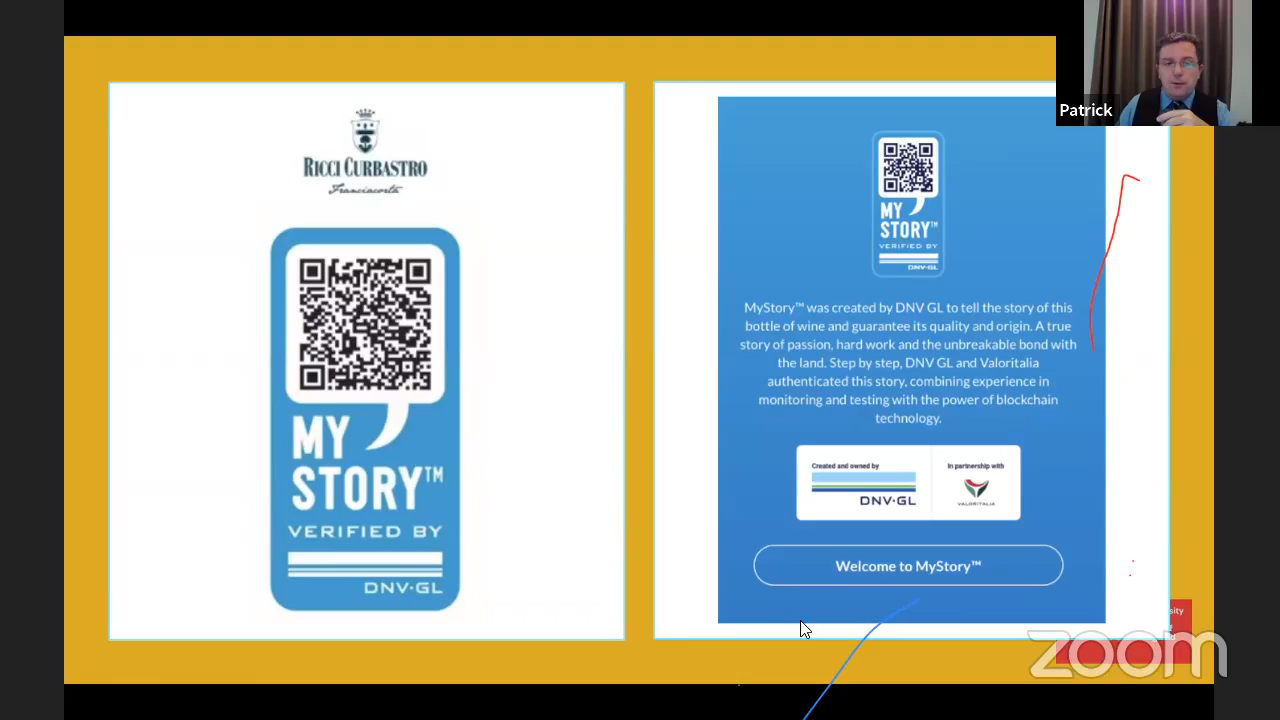 RICCI CURBASTRO
Franciacorta
MY
STORY™
VERIFIED BY
DNV·GL
MY
STORY™
VERIFIED BY
DNV·GL
MyStory™ was created by DNV GL to tell the story of this
bottle of wine and guarantee its quality and origin. A true
story of passion, hard work and the unbreakable bond with
the land. Step by step, DNV GL and Valoritalia
authenticated this story, combining experience in
monitoring and testing with the power of blockchain
technology.
Created and owned by
DNV·GL
In partnership with
VALORITALIA
Welcome to MyStory™
Patrick
sity
zoom